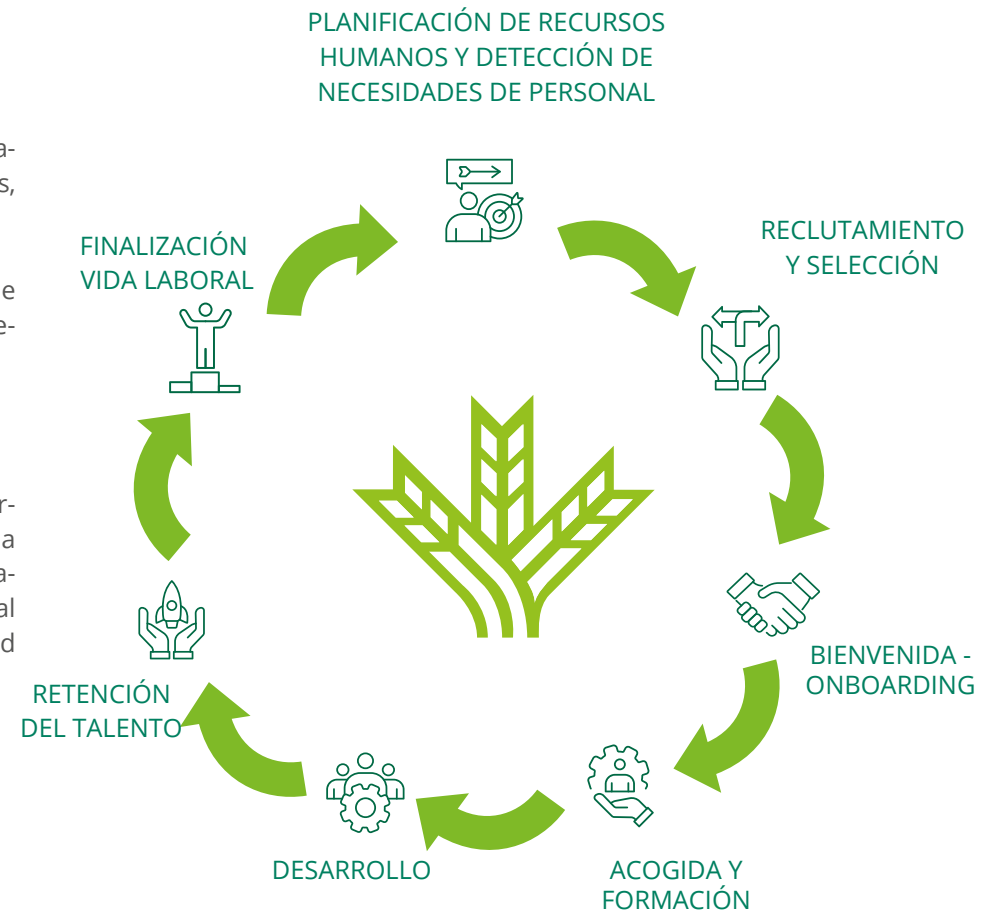 PLANIFICACIÓN DE RECURSOS
HUMANOS Y DETECCIÓN DE
NECESIDADES DE PERSONAL
RECLUTAMIENTO
Y SELECCIÓN
BIENVENIDA -
ONBOARDING
ACOGIDA Y
FORMACIÓN
DESARROLLO
RETENCIÓN
DEL TALENTO
FINALIZACIÓN
VIDA LABORAL
a-
s,
e
e-
r-
a
a-
al
d